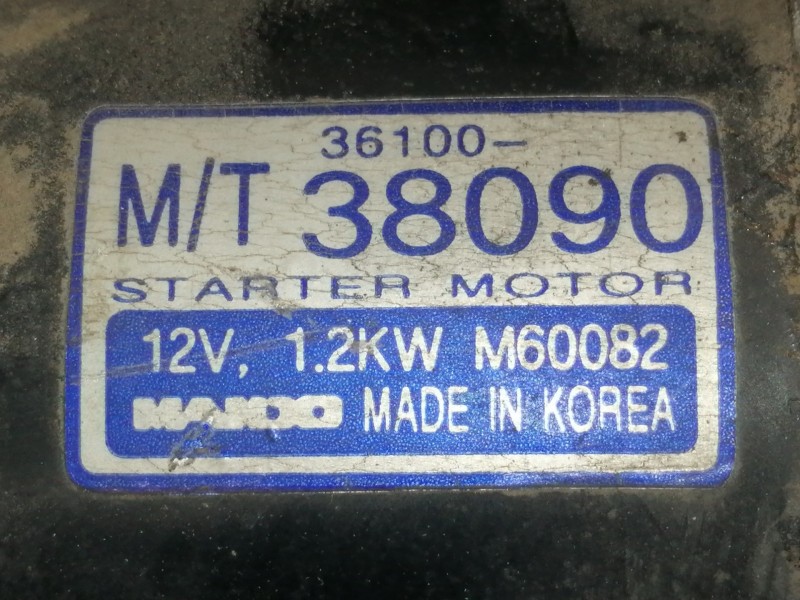 36100-
M/T 38090
STARTER MOTOR
12V, 1.2KW M60082
MANDO MADE IN KOREA